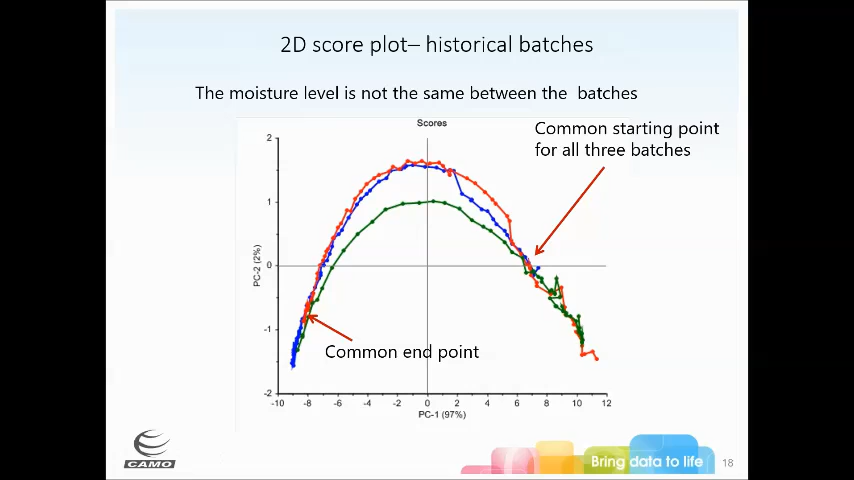 2D score plot– historical batches
The moisture level is not the same between the  batches
Scores
Common starting point
for all three batches
2
1
0
-1
-2
PC-2 (2%)
Common end point
-10 -8 -6 -4 -2 0 2 4 6 8 10 12
PC-1 (97%)
CAMO
Bring data to life
18